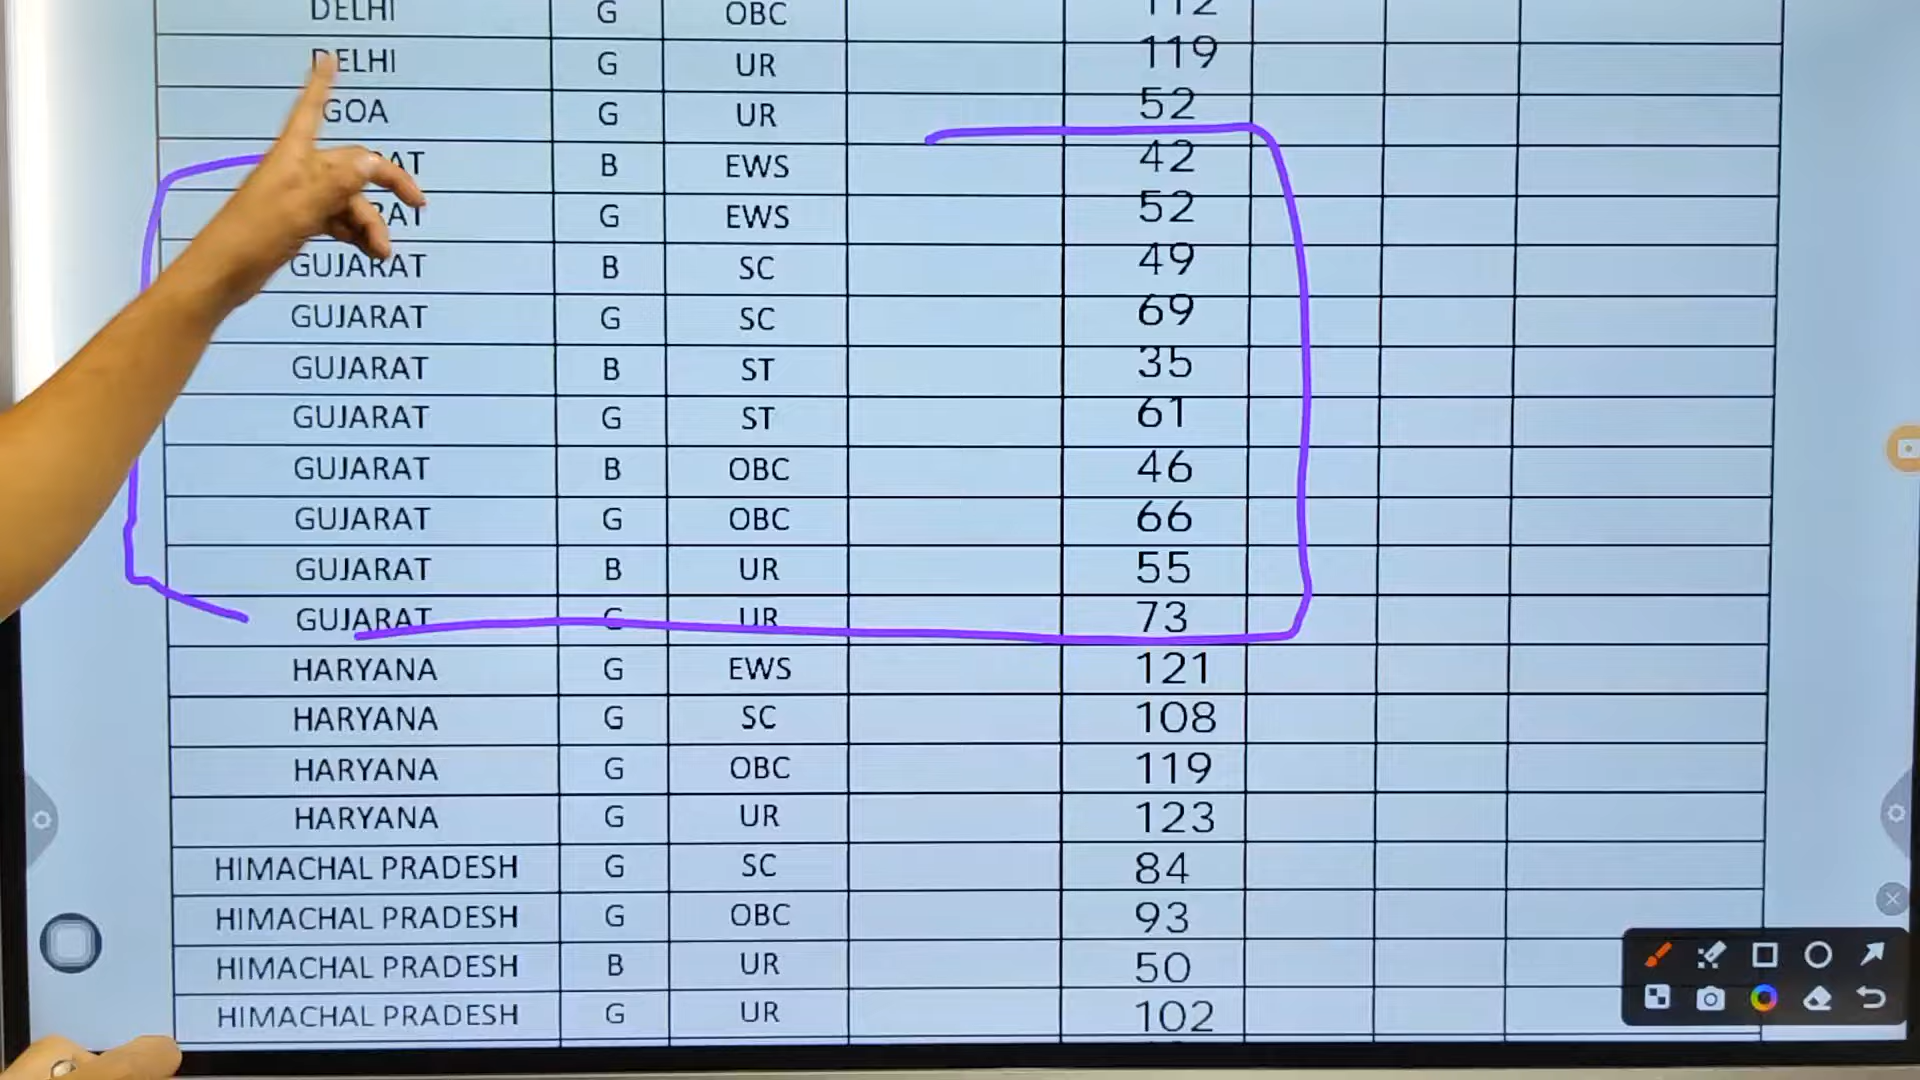 DELHI G OBC 112
DELHI G UR 119
GOA G UR 52
B EWS 42
G EWS 52
GUJARAT B SC 49
GUJARAT G SC 69
GUJARAT B ST 35
GUJARAT G ST 61
GUJARAT B OBC 46
GUJARAT G OBC 66
GUJARAT B UR 55
GUJARAT G UR 73
HARYANA G EWS 121
HARYANA G SC 108
HARYANA G OBC 119
HARYANA G UR 123
HIMACHAL PRADESH G SC 84
HIMACHAL PRADESH G OBC 93
HIMACHAL PRADESH B UR 50
HIMACHAL PRADESH G UR 102